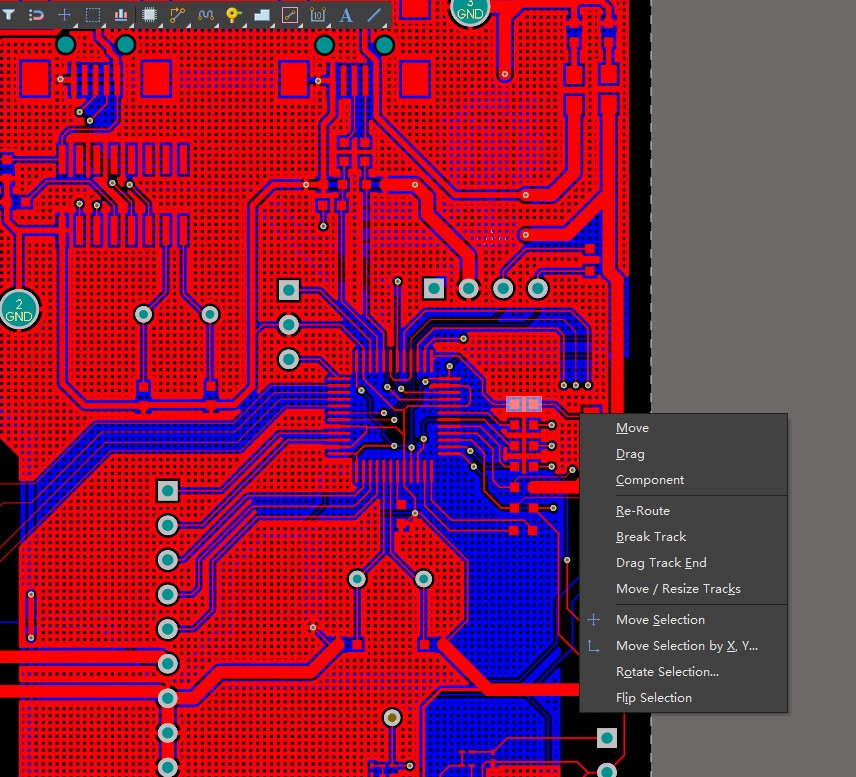 10
A
3
GND
2
GND
Move
Drag
Component
Re-Route
Break Track
Drag Track End
Move / Resize Tracks
Move Selection
Move Selection by X, Y...
Rotate Selection...
Flip Selection